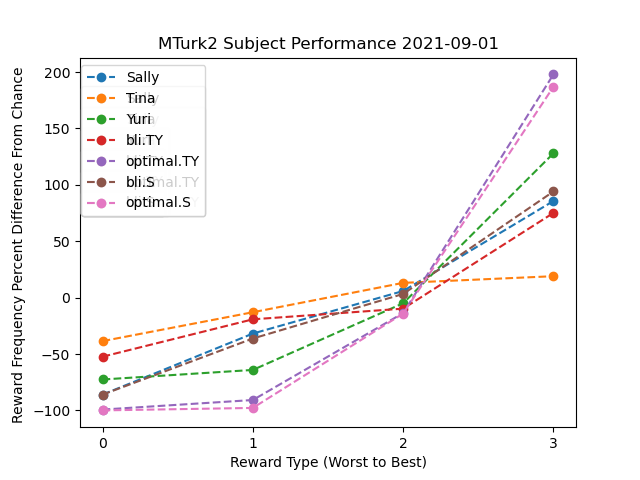 MTurk2 Subject Performance 2021-09-01
Reward Frequency Percent Difference From Chance
200
150
100
50
0
−50
−100
Sally
Tina
Yuri
bli.TY
optimal.TY
bli.S
optimal.S
0 1 2 3
Reward Type (Worst to Best)